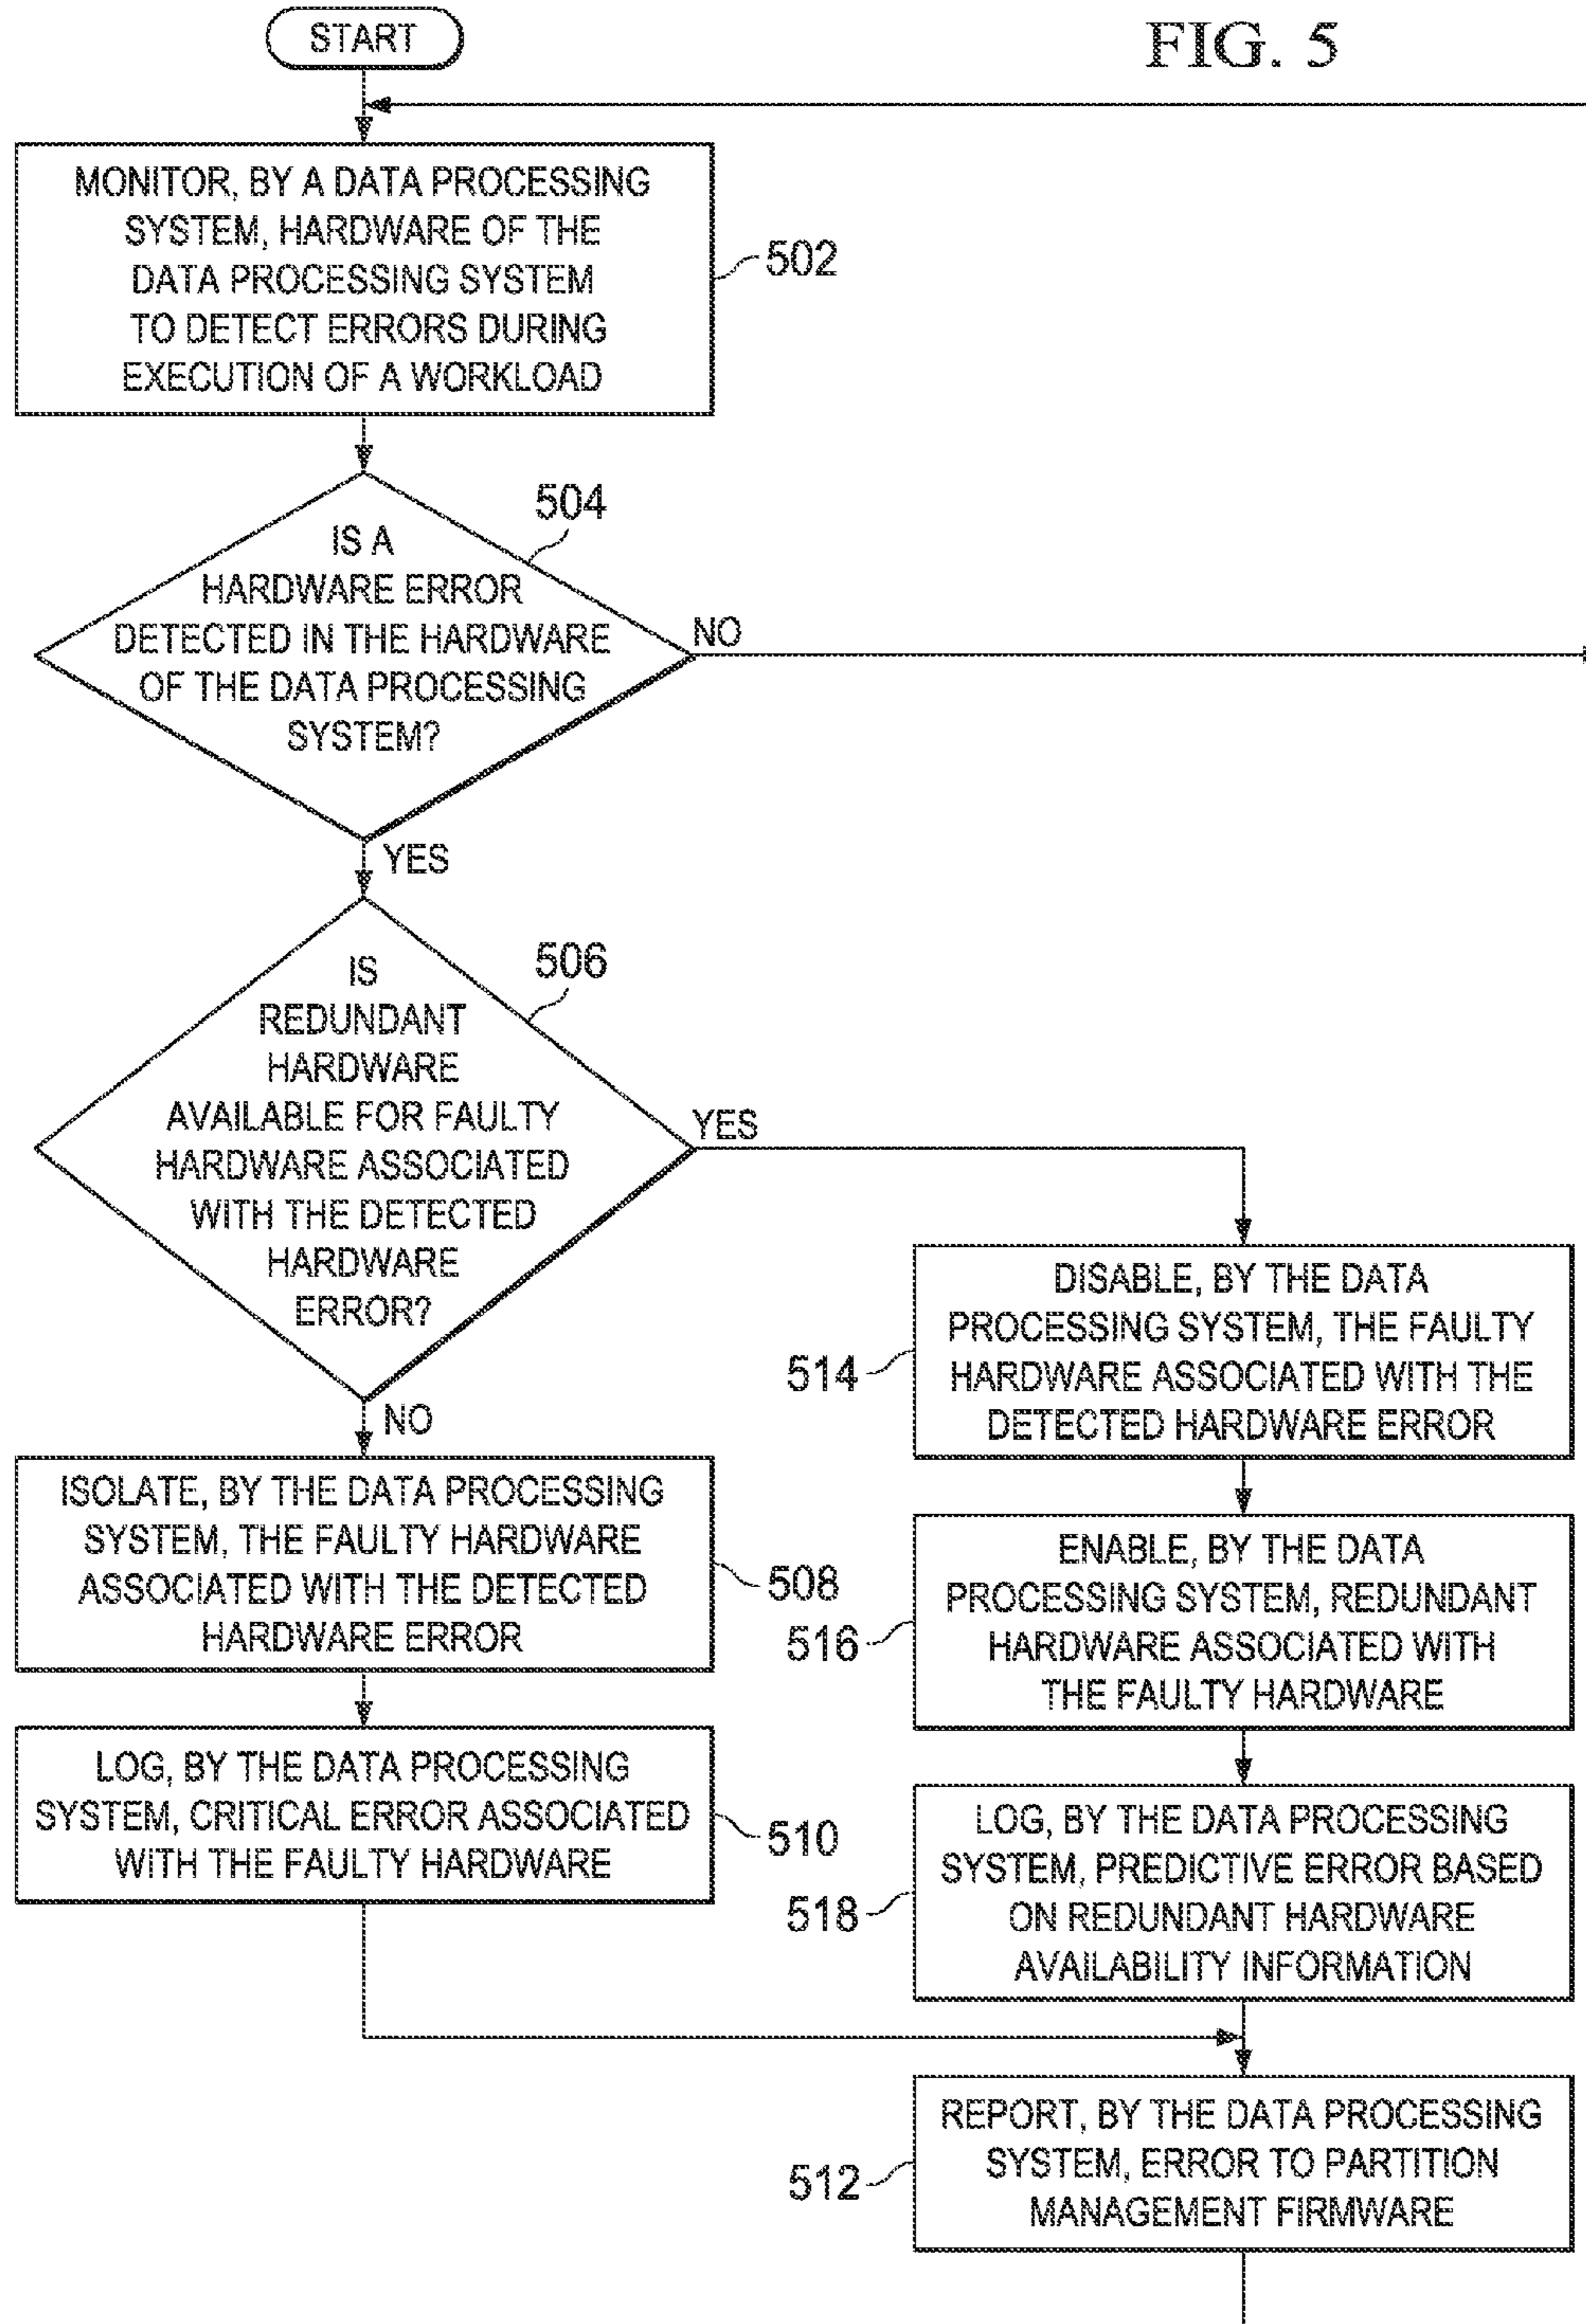 START
FIG. 5
MONITOR, BY A DATA PROCESSING
SYSTEM, HARDWARE OF THE
DATA PROCESSING SYSTEM
TO DETECT ERRORS DURING
EXECUTION OF A WORKLOAD
502
504
IS A
HARDWARE ERROR
DETECTED IN THE HARDWARE
OF THE DATA PROCESSING
SYSTEM?
NO
YES
506
IS
REDUNDANT
HARDWARE
AVAILABLE FOR FAULTY
HARDWARE ASSOCIATED
WITH THE DETECTED
HARDWARE
ERROR?
YES
NO
ISOLATE, BY THE DATA PROCESSING
SYSTEM, THE FAULTY HARDWARE
ASSOCIATED WITH THE DETECTED
HARDWARE ERROR
508
LOG, BY THE DATA PROCESSING
SYSTEM, CRITICAL ERROR ASSOCIATED
WITH THE FAULTY HARDWARE
510
DISABLE, BY THE DATA
PROCESSING SYSTEM, THE FAULTY
HARDWARE ASSOCIATED WITH THE
DETECTED HARDWARE ERROR
514
ENABLE, BY THE DATA
PROCESSING SYSTEM, REDUNDANT
HARDWARE ASSOCIATED WITH
THE FAULTY HARDWARE
516
LOG, BY THE DATA PROCESSING
SYSTEM, PREDICTIVE ERROR BASED
ON REDUNDANT HARDWARE
AVAILABILITY INFORMATION
518
REPORT, BY THE DATA PROCESSING
SYSTEM, ERROR TO PARTITION
MANAGEMENT FIRMWARE
512